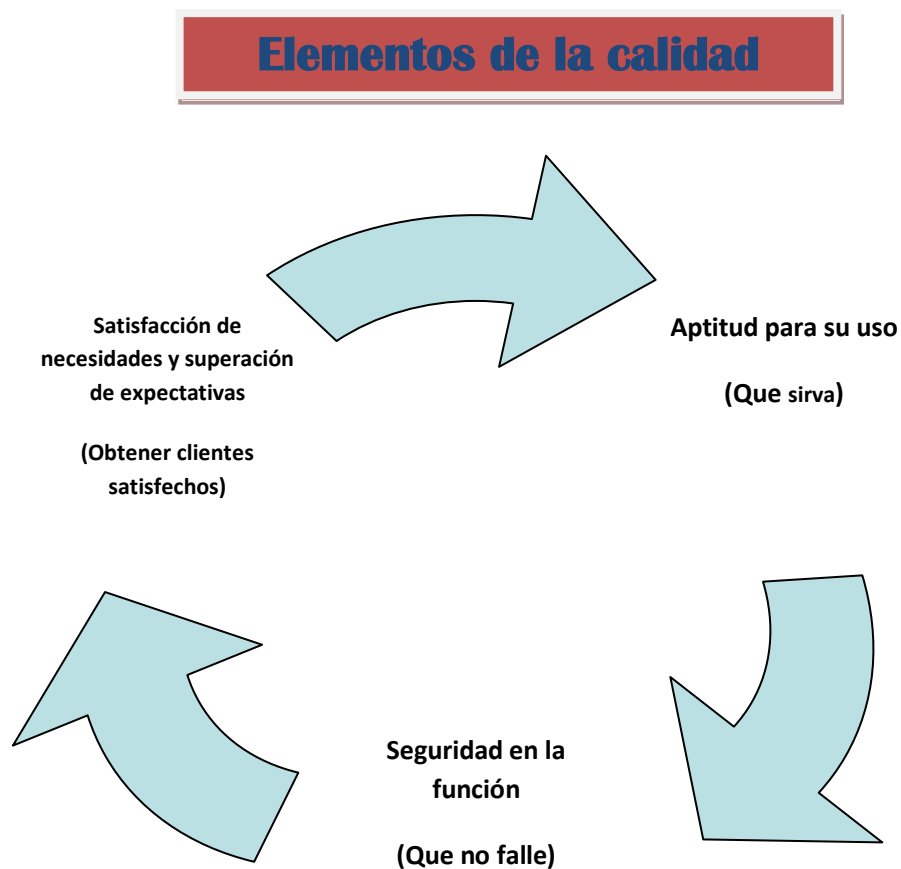 Elementos de la calidad
Satisfacción de
necesidades y superación
de expectativas
(Obtener clientes
satisfechos)
Aptitud para su uso
(Que sirva)
Seguridad en la
función
(Que no falle)